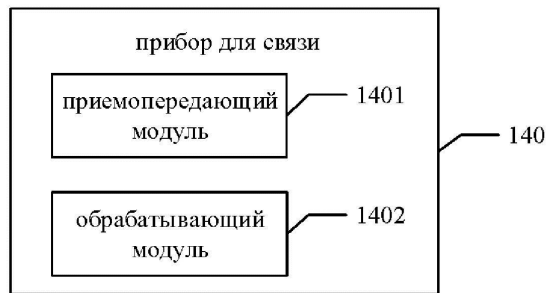 прибор для связи
приемопередающий
модуль
1401
140
обрабатывающий
модуль
1402